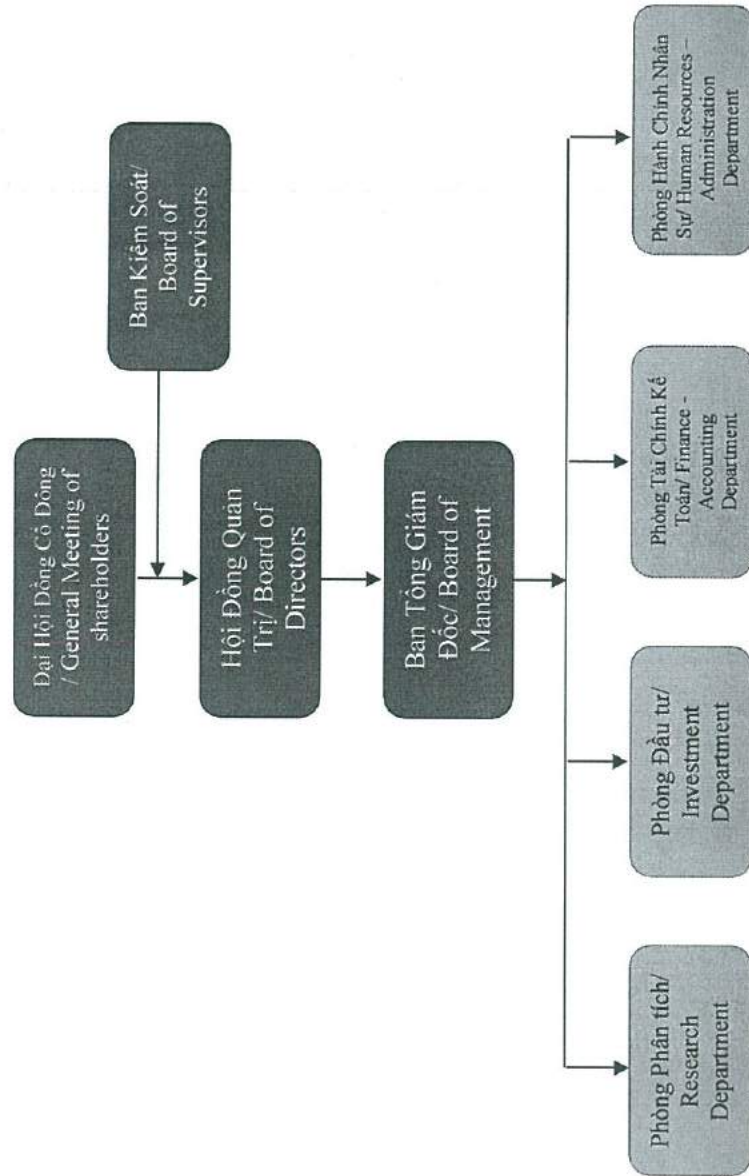 Đại Hội Đồng Cổ Đông
/ General Meeting of
shareholders
Ban Kiểm Soát/
Board of
Supervisors
Hội Đồng Quản
Trị/ Board of
Directors
Ban Tổng Giám
Đốc/ Board of
Management
Phòng Phân tích/
Research
Department
Phòng Đầu tư/
Investment
Department
Phòng Tài Chính Kế
Toán/ Finance -
Accounting
Department
Phòng Hành Chính Nhân
Sự/ Human Resources –
Administration
Department